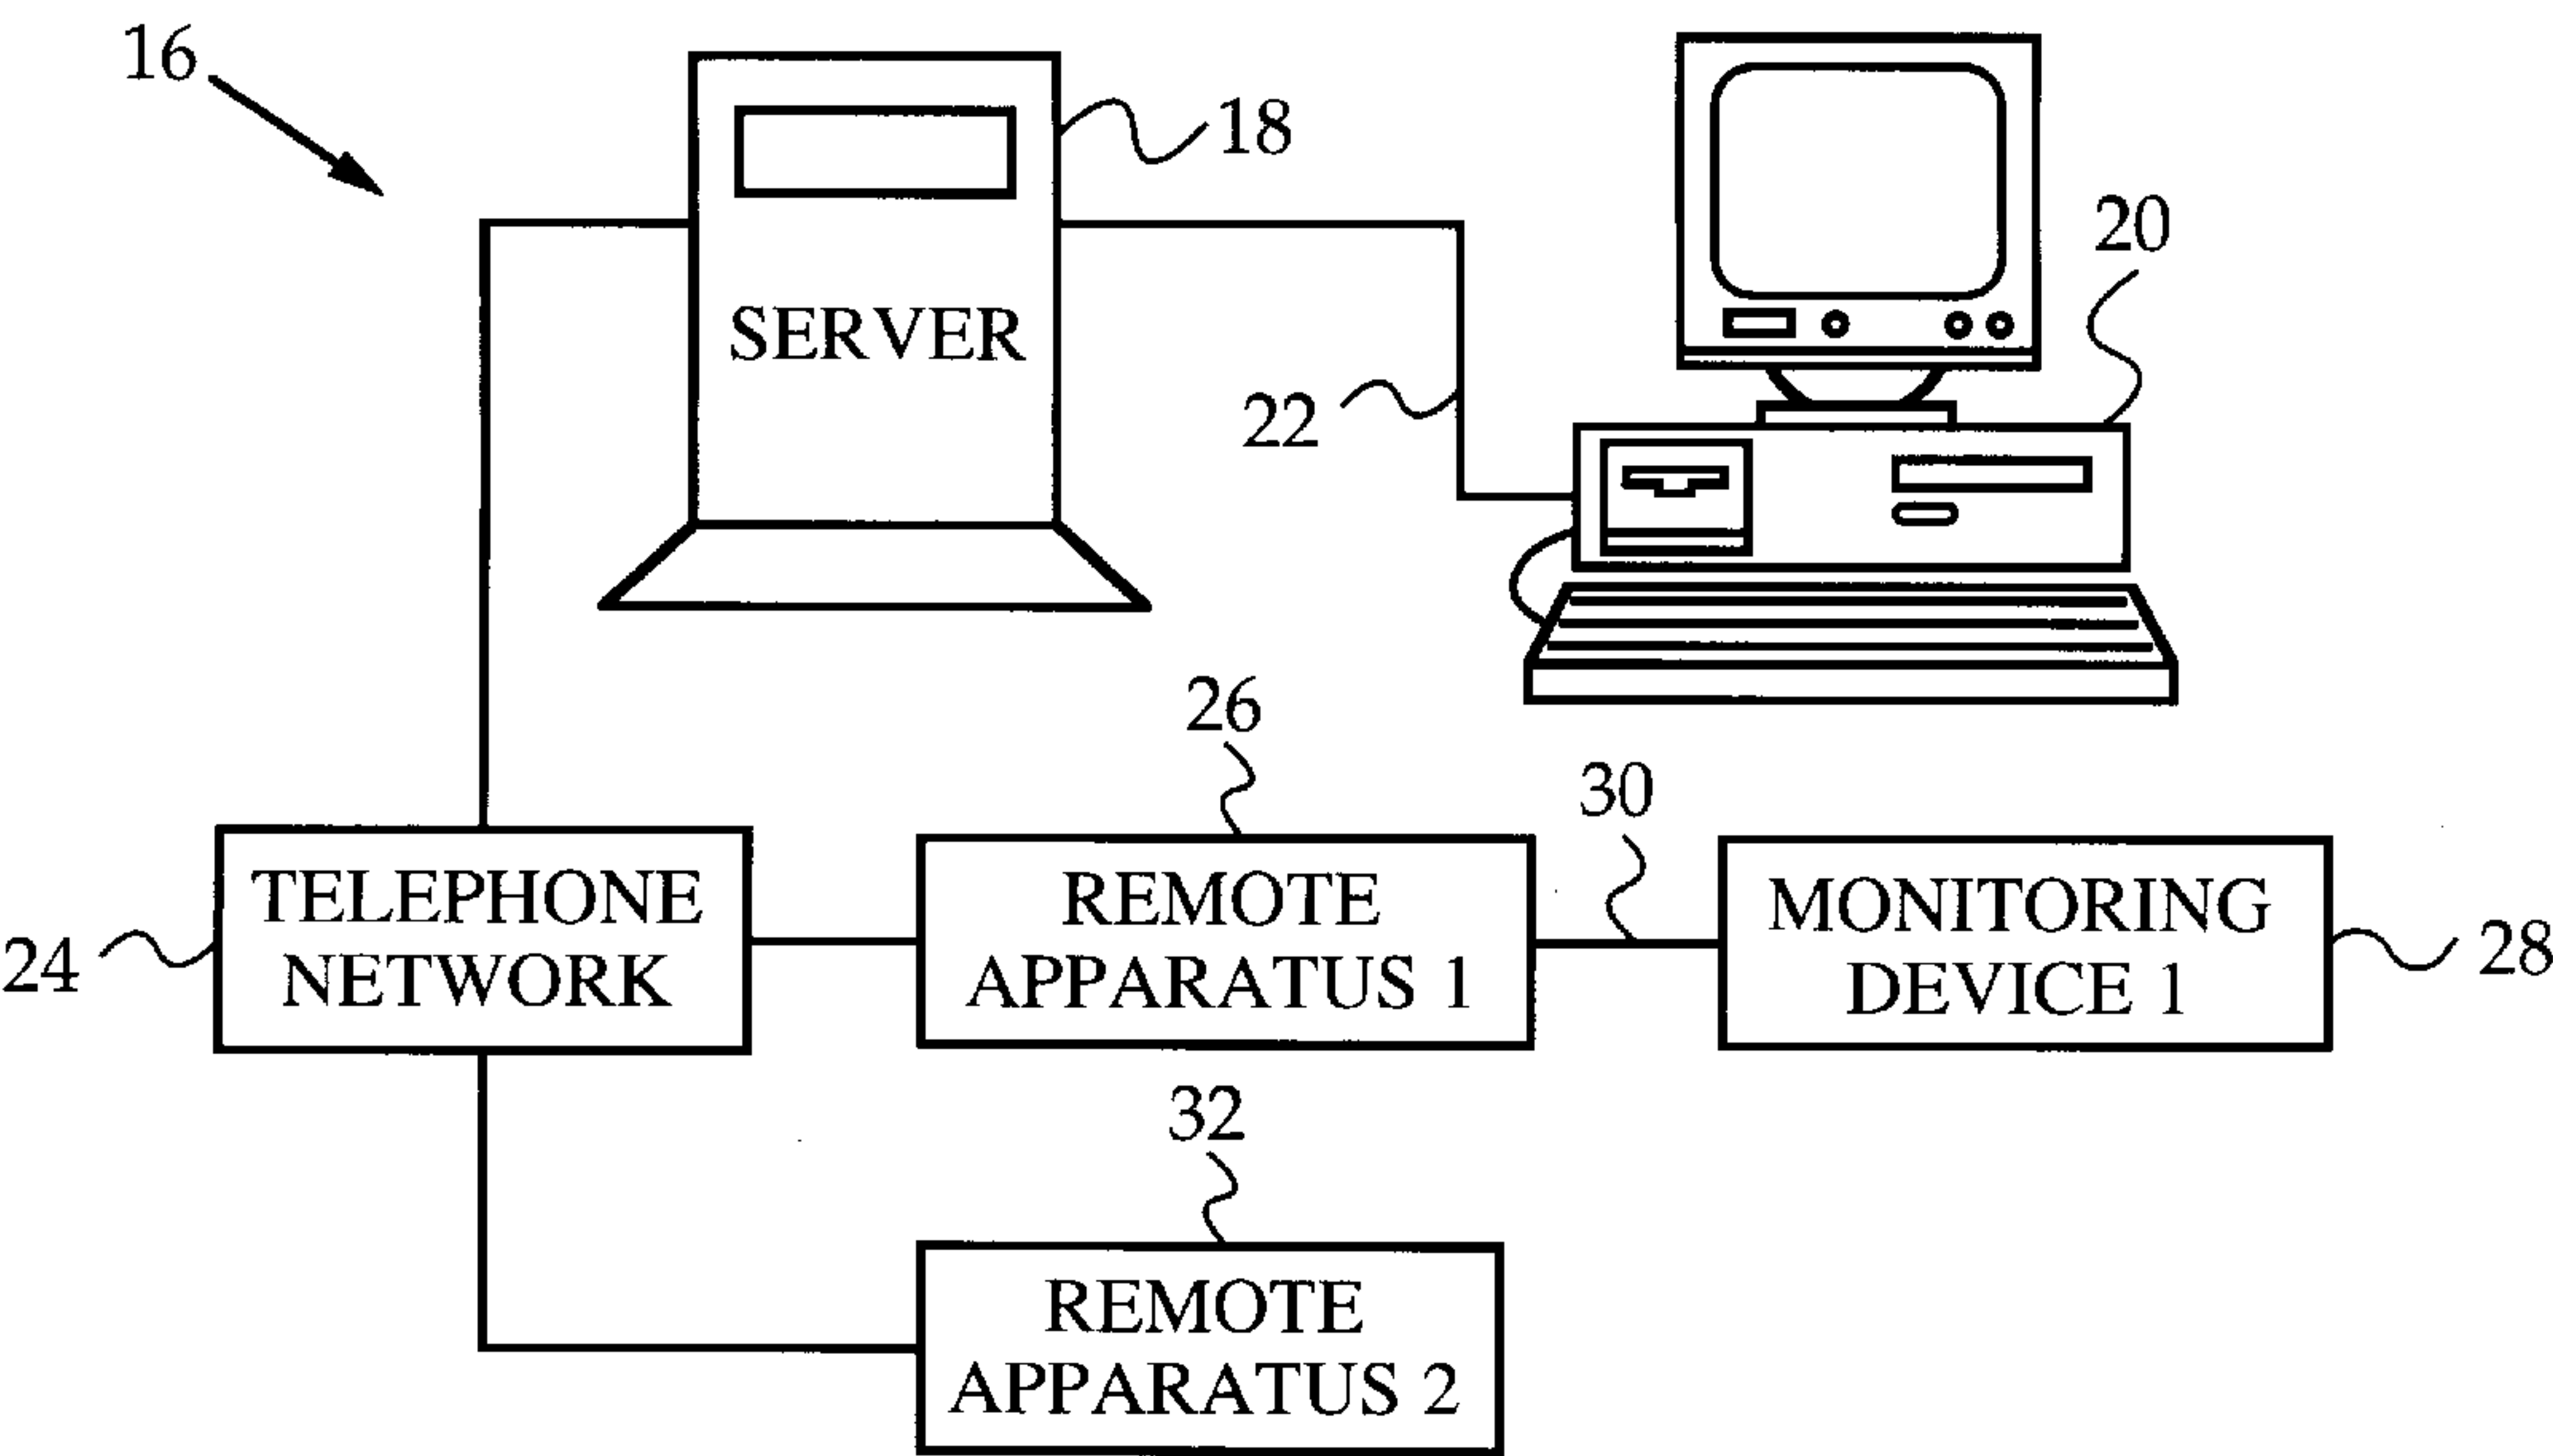 16
18
20
SERVER
22
26
30
TELEPHONE
NETWORK
24
REMOTE
APPARATUS 1
MONITORING
DEVICE 1
28
32
REMOTE
APPARATUS 2